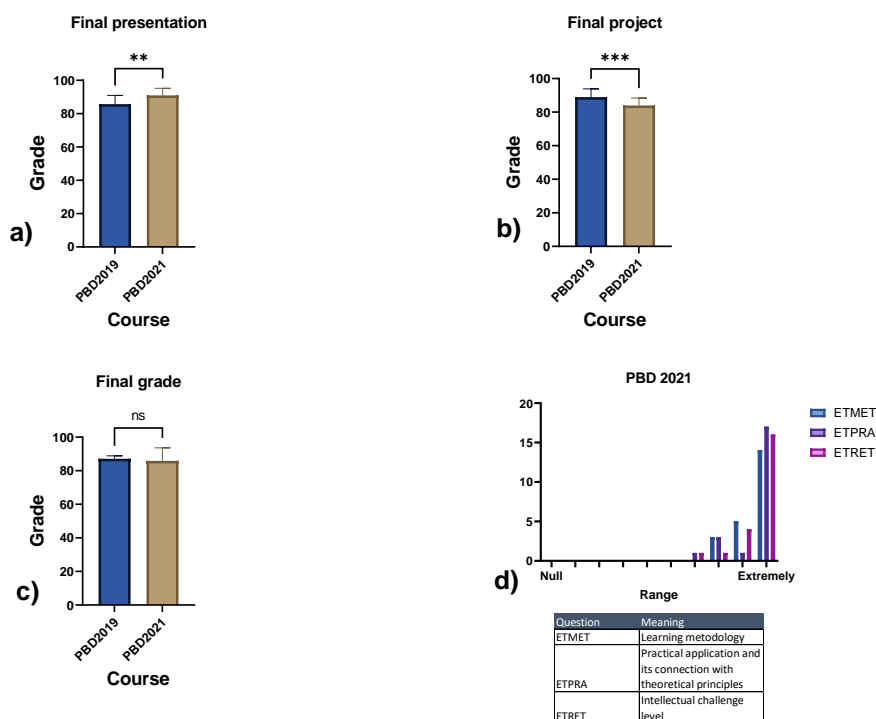 Final presentation
**
100
80
60
40
20
0
Grade
a)
PBD2019
PBD2021
Course
Final project
***
100
80
60
40
20
0
Grade
b)
PBD2019
PBD2021
Course
Final grade
ns
100
80
60
40
20
0
Grade
c)
PBD2019
PBD2021
Course
PBD 2021
20
15
10
5
0
ETMET
ETPRA
ETRET
d)
Null
Extremely
Range
Question Meaning
ETMET Learning metodology
Practical application and
its connection with
ETPRA theoretical principles
Intellectual challenge
ETRET level